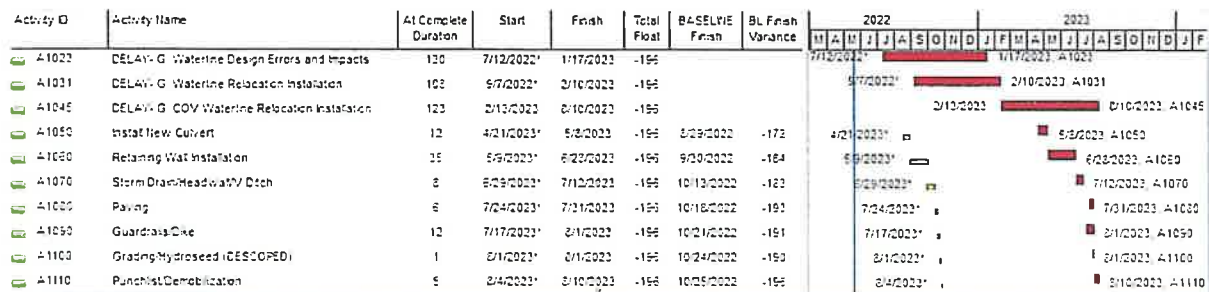 Activity ID Activity Name At Complete Duration Start Finish Total Float BASELINE Finish BL Finish Variance 2022 2023
M A M J J A S O N D J F M A M J J A S O N D J F
A1022 DELAY- G Waterline Design Errors and Impacts 130 7/12/2022* 1/17/2023 -196 7/12/2022* 1/17/2023, A1023
A1031 DELAY- G Waterline Relocation Installation 9/7/2022* 2/10/2023 -196 9/7/2022* 2/10/2023, A1031
A1045 DELAY- G COV Waterline Relocation Installation 123 2/13/2023 8/10/2023 -196 2/13/2023 8/10/2023, A1045
A1050 Install New Culvert 12 4/21/2023* 5/8/2023 -196 8/29/2022 -172 4/21/2023* 5/8/2023, A1050
A1060 Retaining Wall Installation 5/9/2023* 6/28/2023 -196 9/30/2022 -184 5/9/2023* 6/28/2023, A1060
A1070 Storm Drain/Headwall/V Ditch 8 6/29/2023* 7/12/2023 -196 10/13/2022 -183 6/29/2023* 7/12/2023, A1070
A1080 Paving 6 7/24/2023* 7/31/2023 -196 10/18/2022 7/24/2023* 7/31/2023, A1080
A1090 Guardrails/Dike 12 7/17/2023* 8/1/2023 -196 10/21/2022 -191 7/17/2023* 8/1/2023, A1090
A1100 Grading/Hydroseed (DESCOPED) 1 8/1/2023* 8/1/2023 -196 10/24/2022 -190 8/1/2023* 8/1/2023, A1100
A1110 Punchlist/Demobilization 5 8/4/2023* 8/10/2023 -196 10/25/2022 -196 8/4/2023* 8/10/2023, A1110